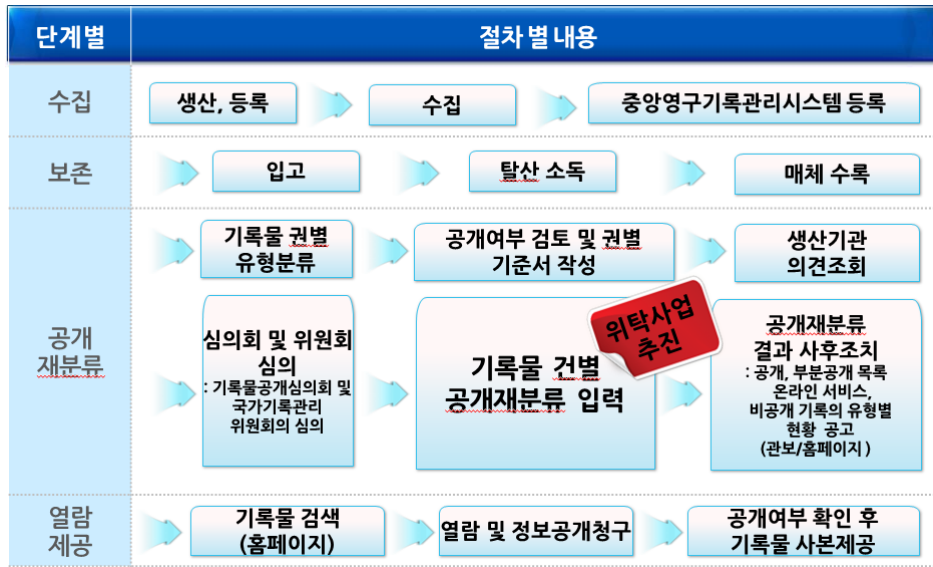 단계별
절차 별 내용
수집
생산, 등록
수집
중앙영구기록관리시스템 등록
보존
입고
탈산 소독
매체 수록
공개
재분류
기록물 권별
유형분류
공개여부 검토 및 권별
기준서 작성
생산기관
의견조회
심의회 및 위원회
심의
: 기록물공개심의회 및
국가기록관리
위원회의 심의
기록물 건별
공개재분류 입력
위탁사업
추진
공개재분류
결과 사후조치
: 공개, 부분공개 목록
온라인 서비스,
비공개 기록의 유형별
현황 공고
(관보/홈페이지)
열람
제공
기록물 검색
(홈페이지)
열람 및 정보공개청구
공개여부 확인 후
기록물 사본제공